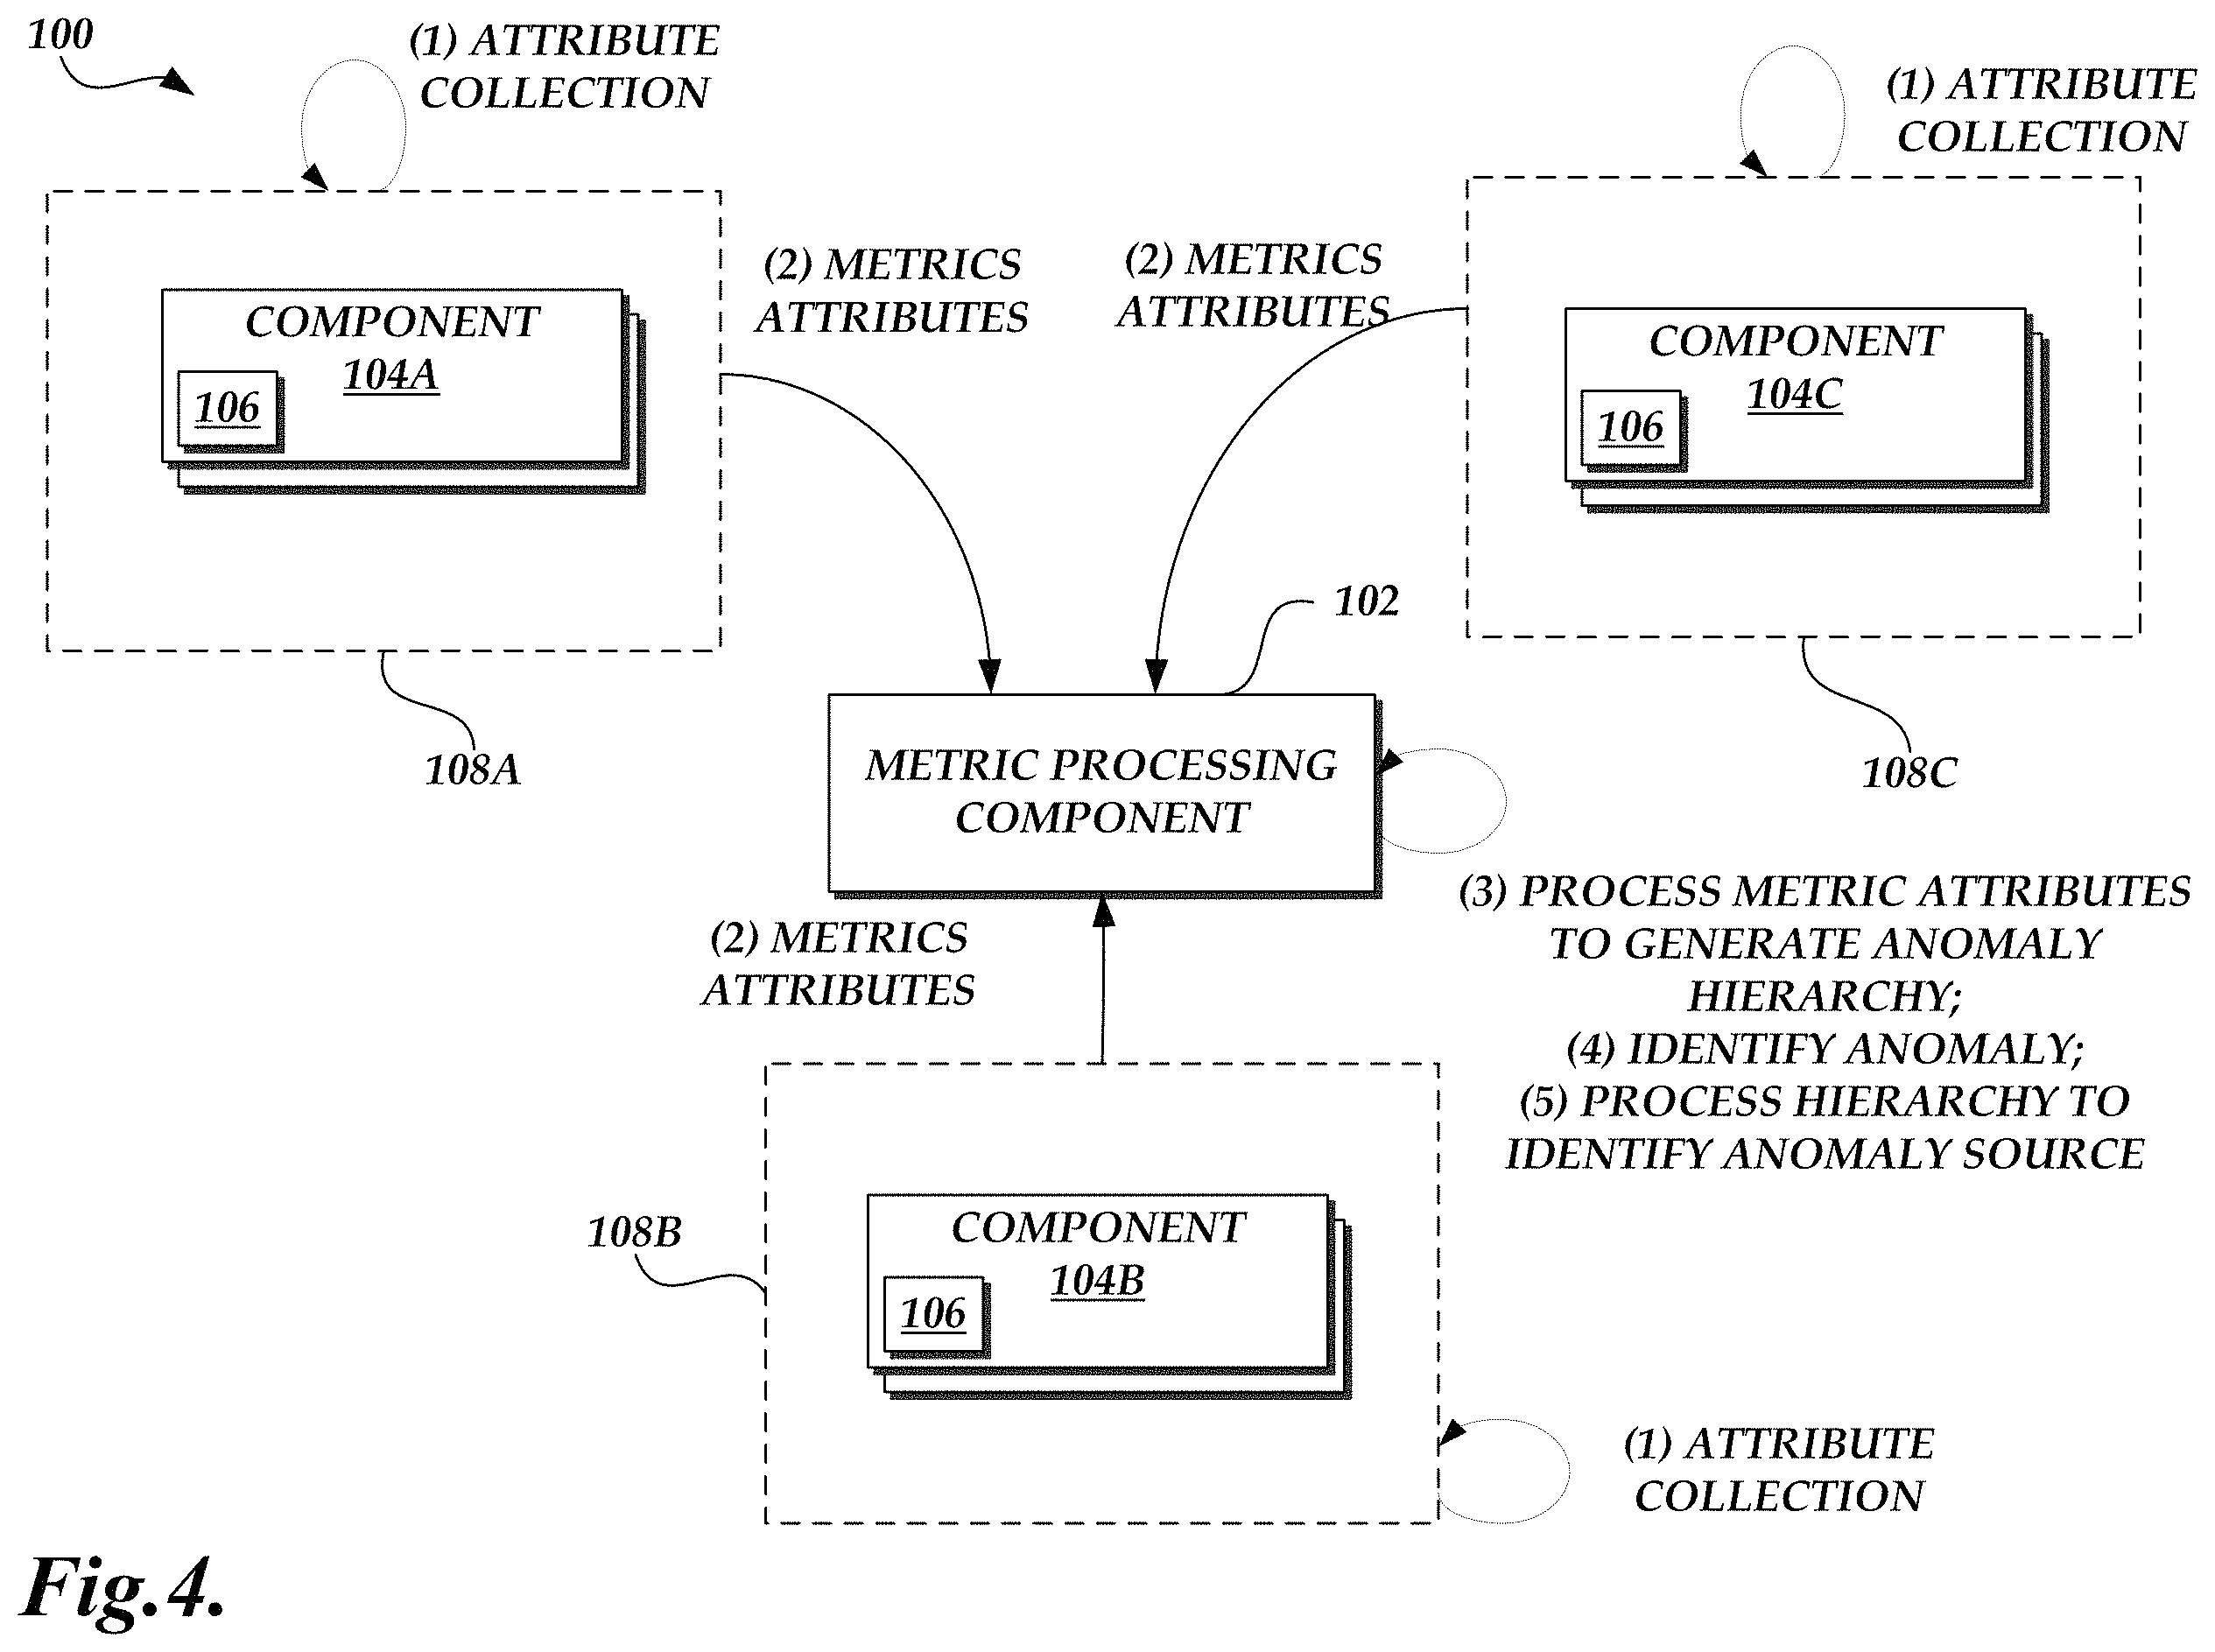 100
(1) ATTRIBUTE
COLLECTION
(1) ATTRIBUTE
COLLECTION
(2) METRICS
ATTRIBUTES
(2) METRICS
ATTRIBUTES
COMPONENT
104A
106
COMPONENT
104C
106
102
108A
108C
METRIC PROCESSING
COMPONENT
(3) PROCESS METRIC ATTRIBUTES
TO GENERATE ANOMALY
HIERARCHY;
(4) IDENTIFY ANOMALY;
(5) PROCESS HIERARCHY TO
IDENTIFY ANOMALY SOURCE
(2) METRICS
ATTRIBUTES
108B
COMPONENT
104B
106
(1) ATTRIBUTE
COLLECTION
Fig.4.